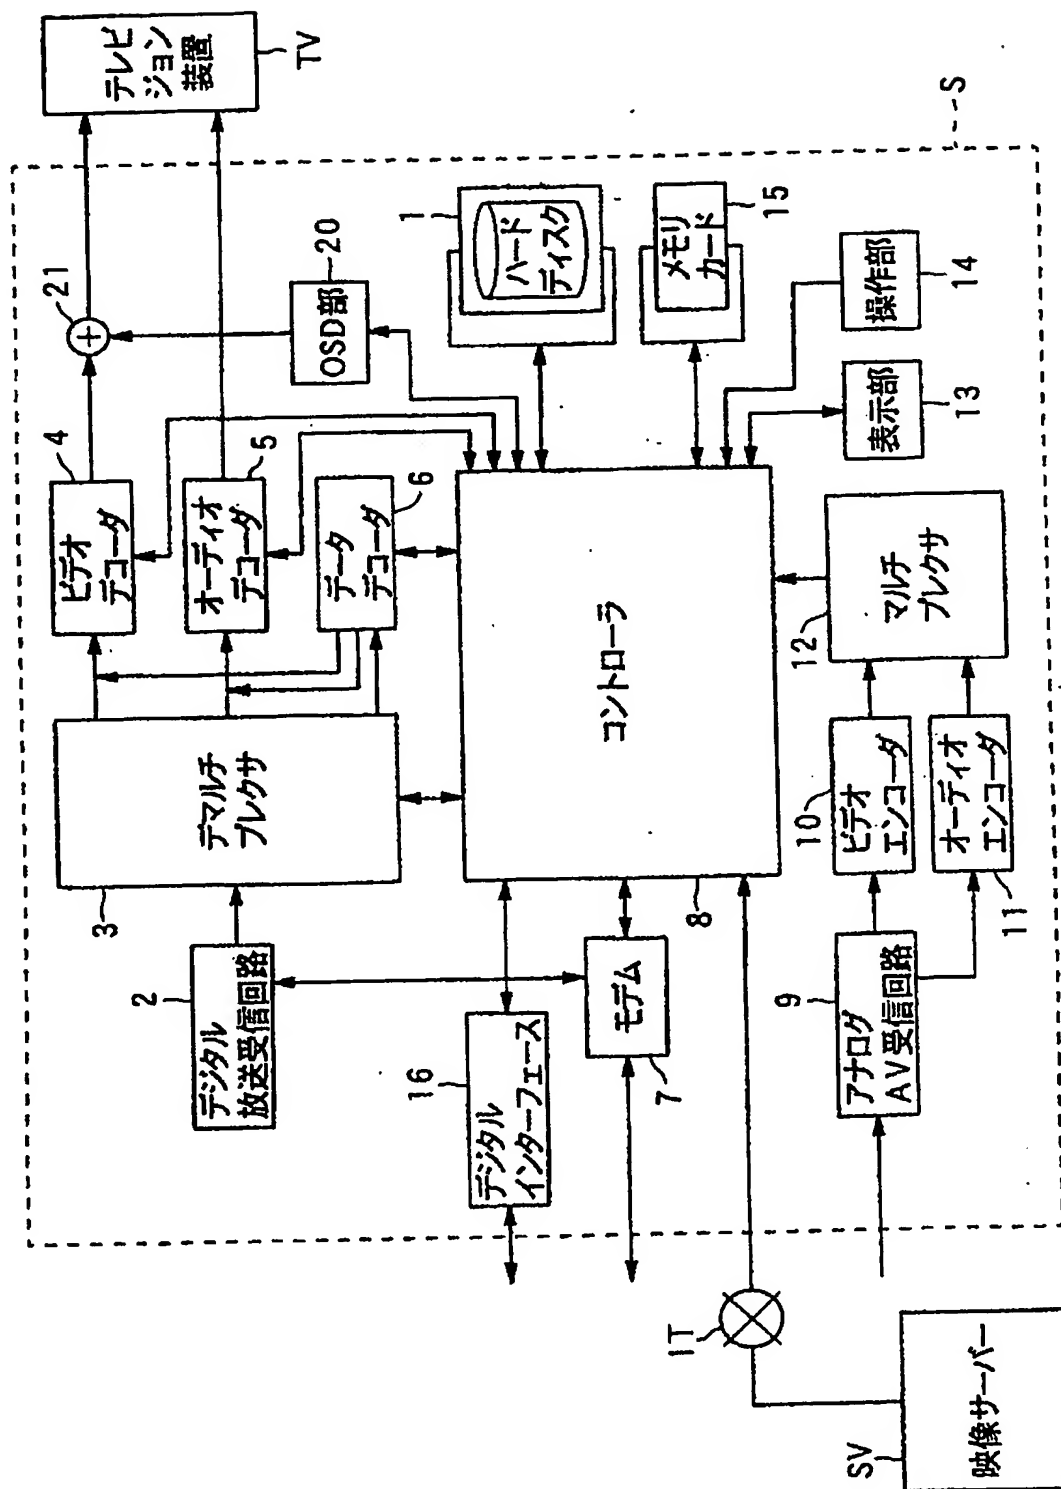 テレビ
ジョン
装置
TV
S
21
20
OSD部
1
ハード
ディスク
15
メモリ
カード
14
操作部
13
表示部
4
ビデオ
デコーダ
5
オーディオ
デコーダ
6
データ
デコーダ
コントローラ
8
12
マルチ
プレクサ
3
デマルチ
プレクサ
2
デジタル
放送受信回路
16
デジタル
インターフェース
モデム
7
10
ビデオ
エンコーダ
オーディオ
エンコーダ
11
9
アナログ
AV受信回路
IT
SV
映像サーバー